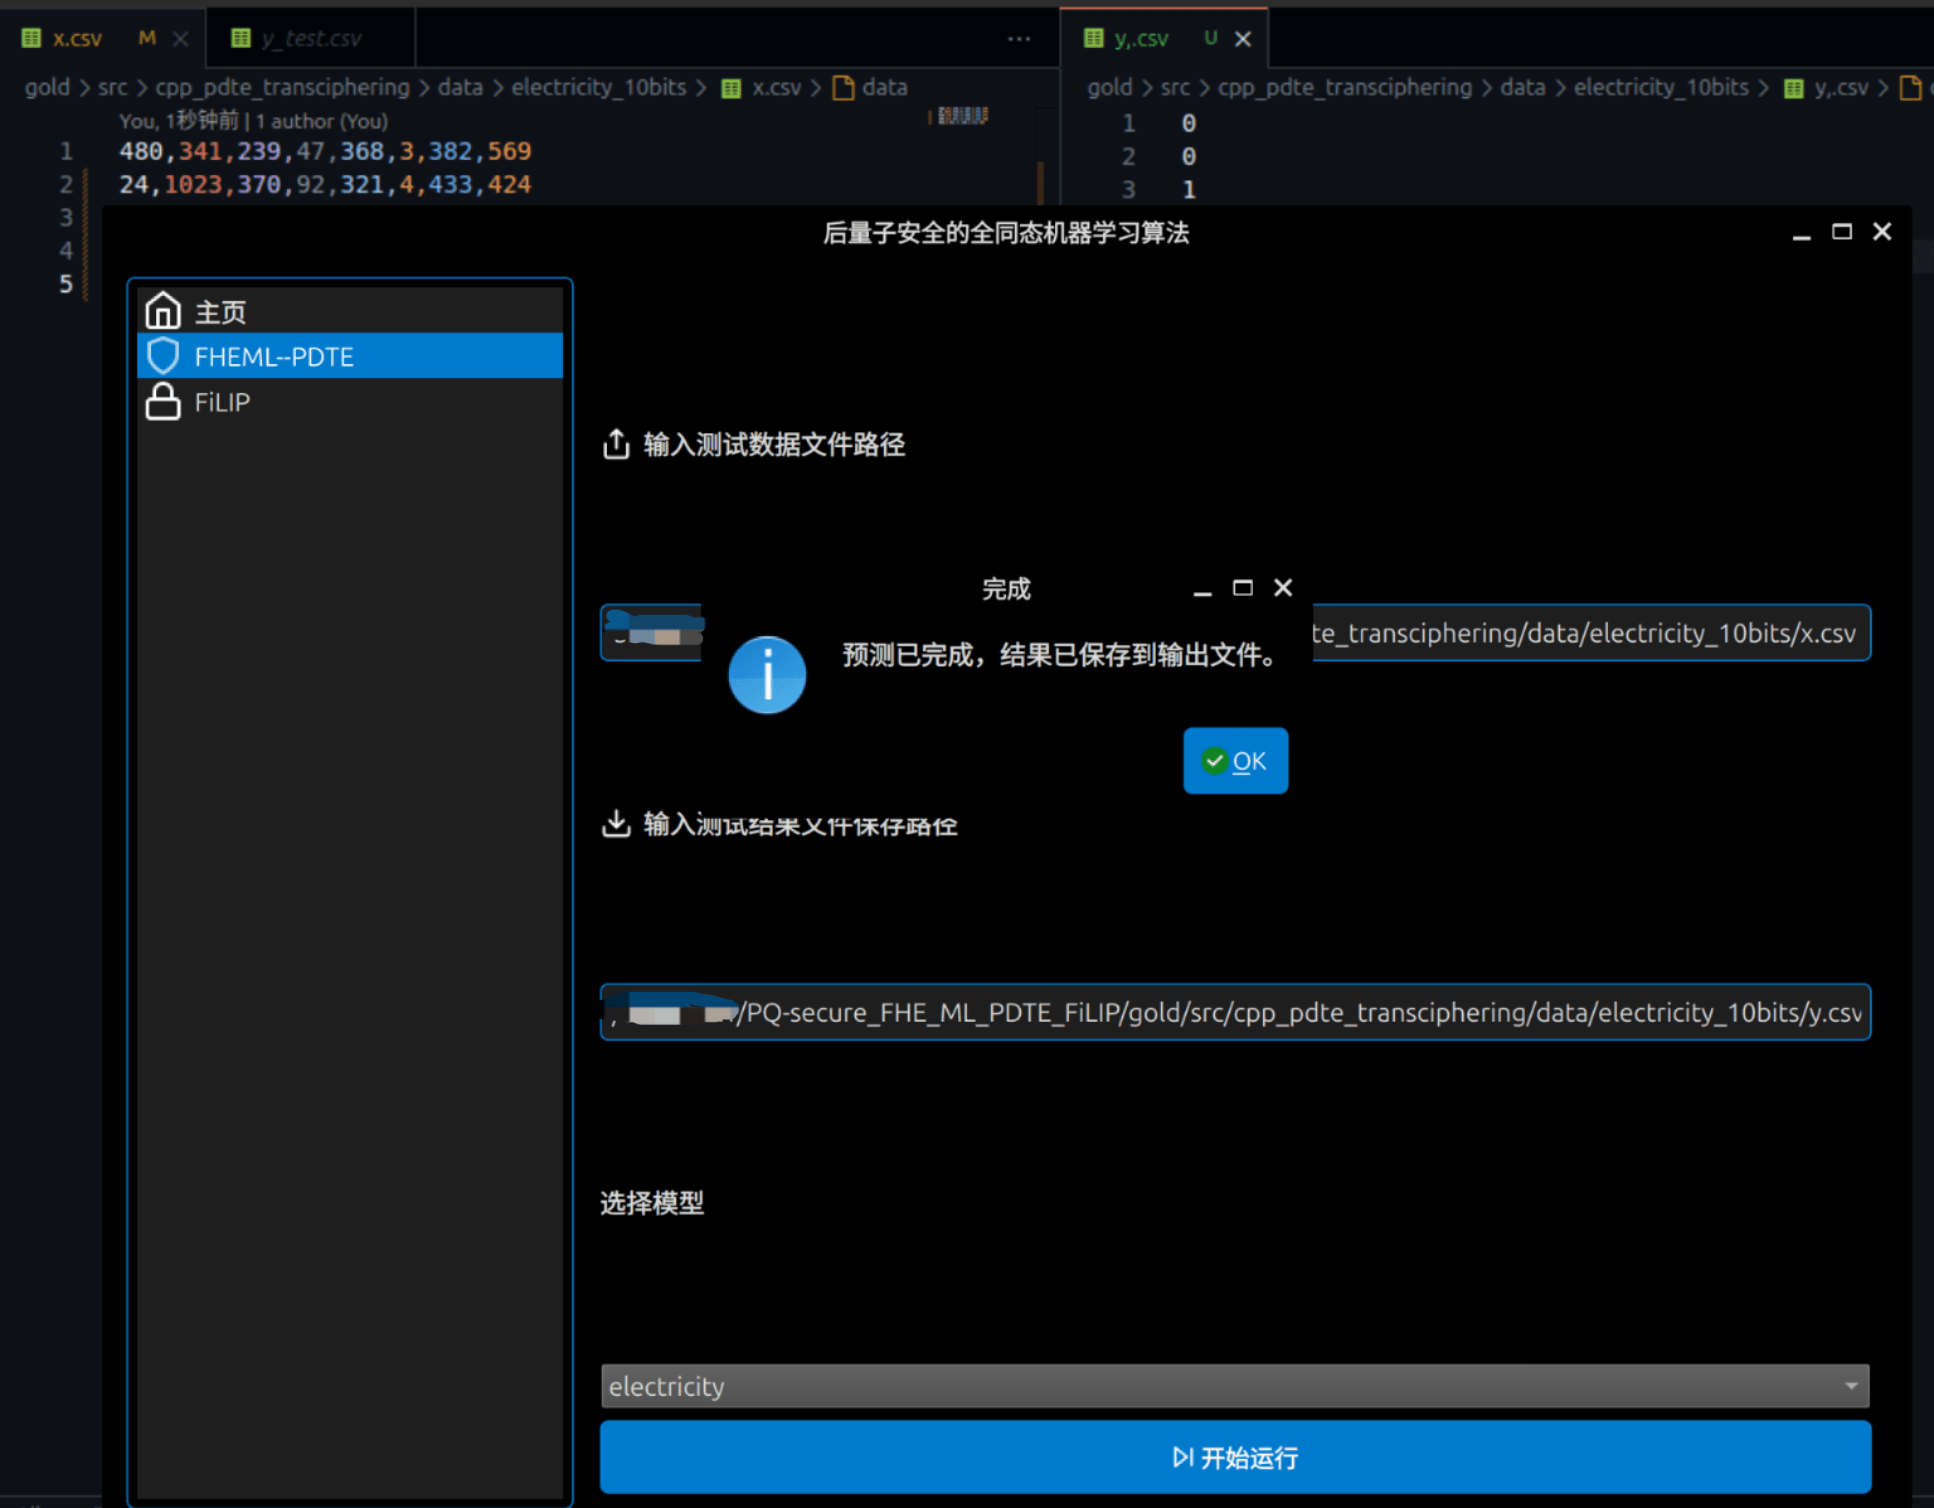 x.csv M
y_test.csv
y,.csv U
gold > src > cpp_pdte_transciphering > data > electricity_10bits > x.csv > data
gold > src > cpp_pdte_transciphering > data > electricity_10bits > y,.csv >
You, 1秒钟前 | 1 author (You)
1 480,341,239,47,368,3,382,569
2 24,1023,370,92,321,4,433,424
3
4
5
1 0
2 0
3 1
后量子安全的全同态机器学习算法
主页
FHEML--PDTE
FiLIP
输入测试数据文件路径
te_transciphering/data/electricity_10bits/x.csv
完成
预测已完成，结果已保存到输出文件。
OK
输入测试结果文件保存路径
/PQ-secure_FHE_ML_PDTE_FiLIP/gold/src/cpp_pdte_transciphering/data/electricity_10bits/y.csv
选择模型
electricity
开始运行